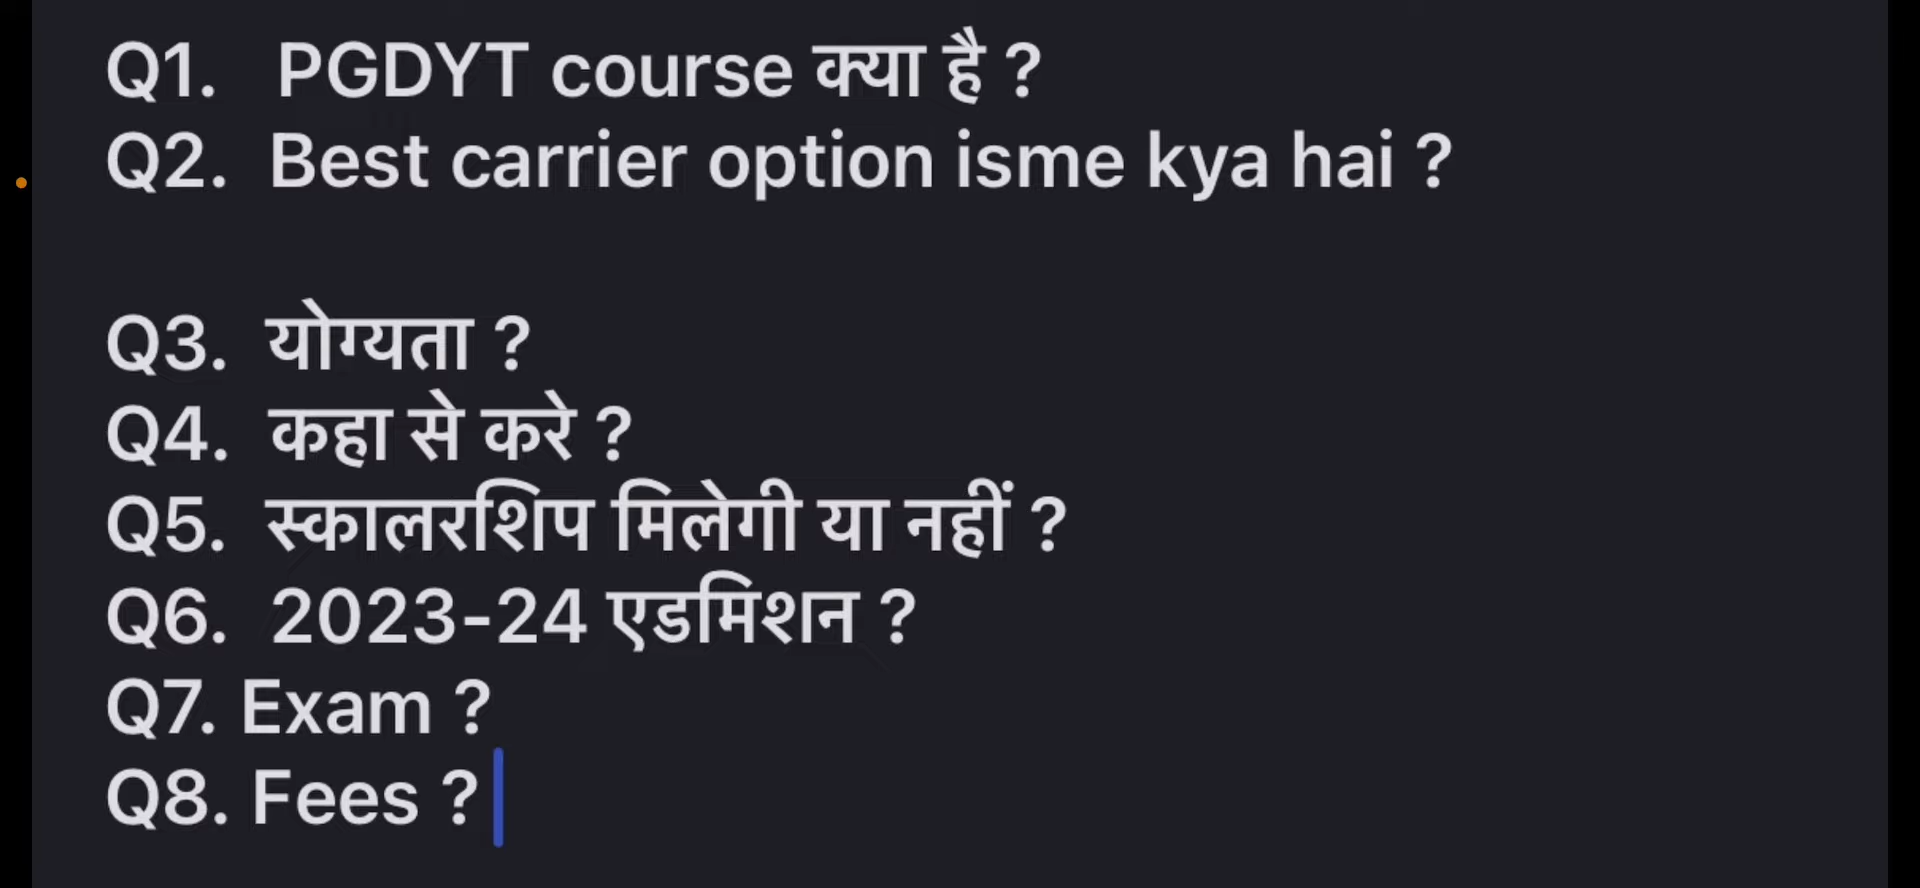 Q1. PGDYT course क्या है ?
Q2. Best carrier option isme kya hai ?
Q3. योग्यता ?
Q4. कहा से करे ?
Q5. स्कालरशिप मिलेगी या नहीं ?
Q6. 2023-24 एडमिशन ?
Q7. Exam ?
Q8. Fees ?